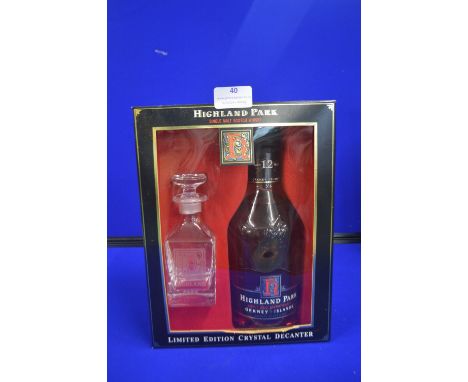 40
HIGHLAND PARK
SINGLE MALT SCOTCH WHISKY
12
HIGHLAND PARK
ORKNEY ISLANDS
LIMITED EDITION CRYSTAL DECANTER